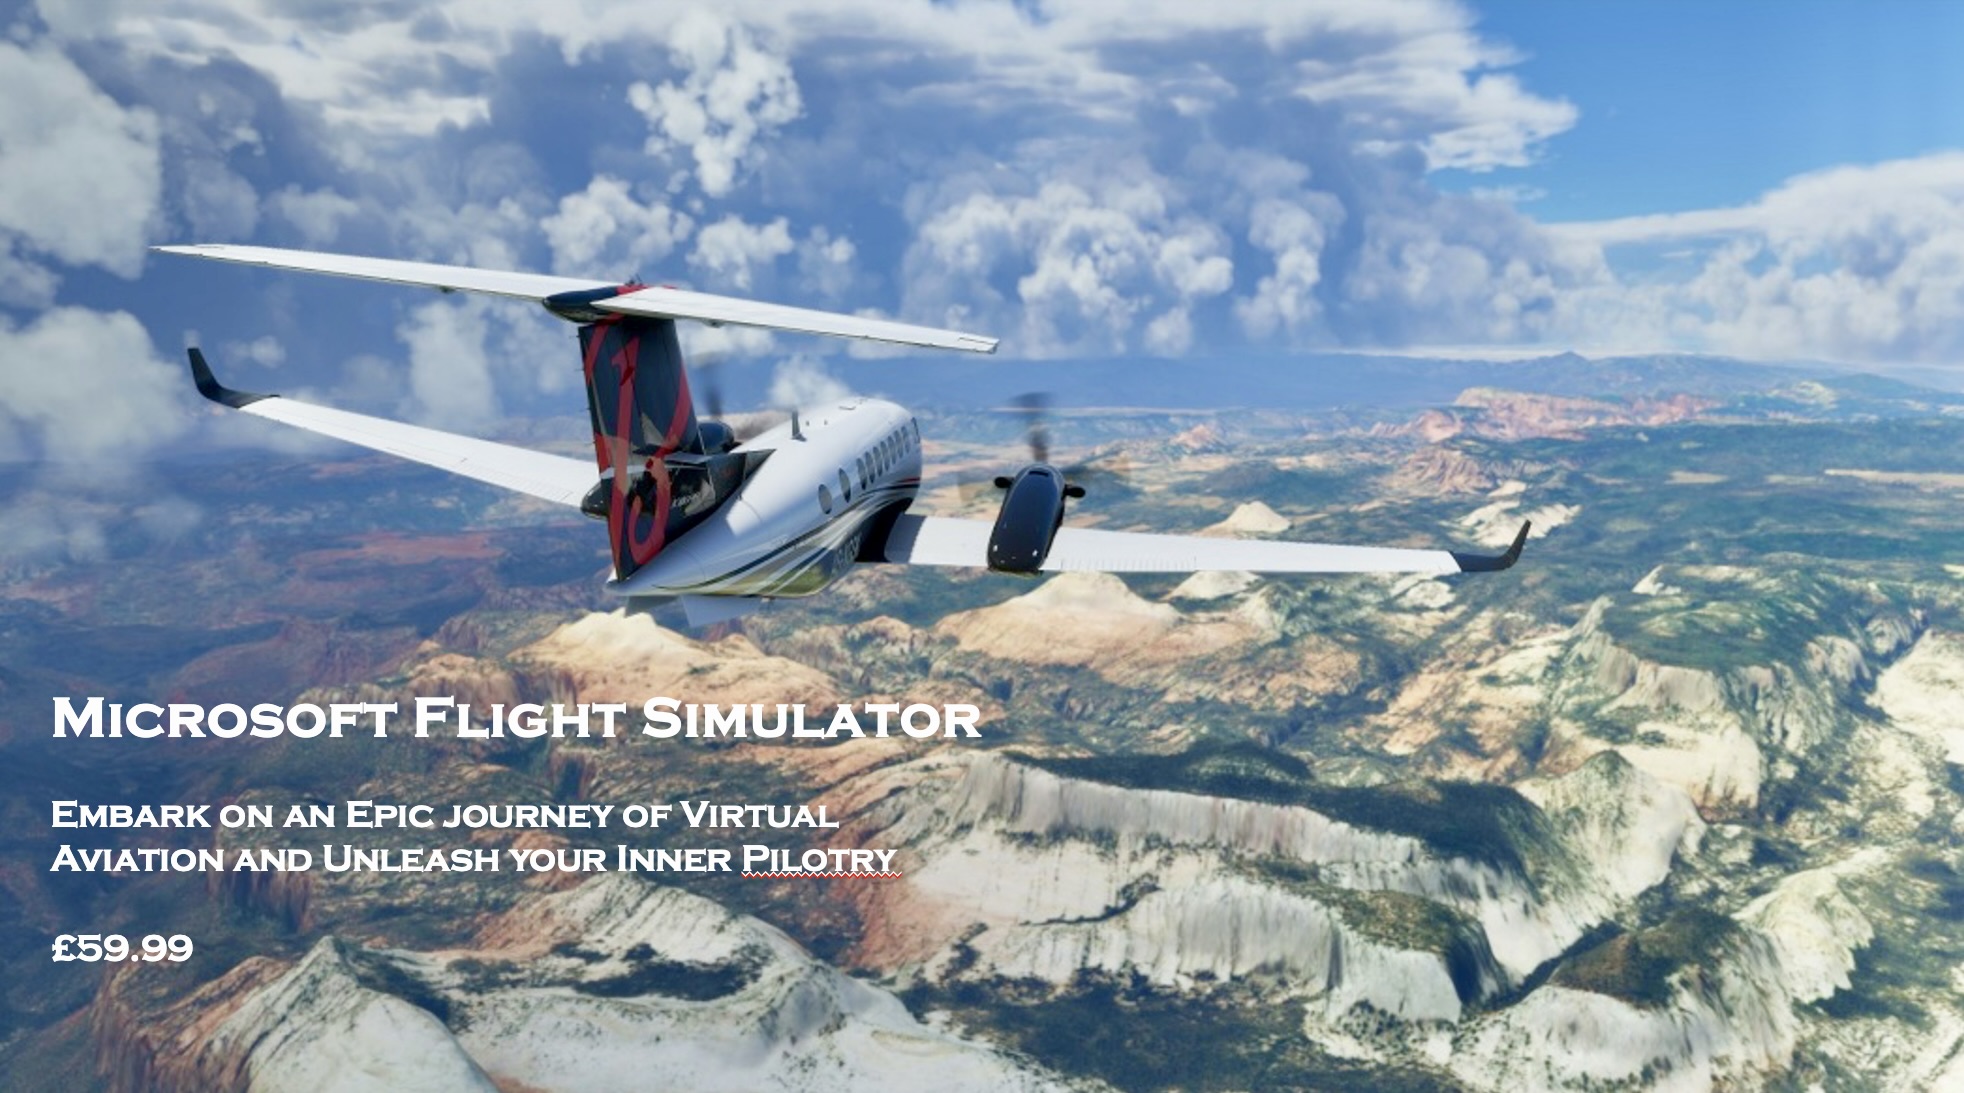 Microsoft Flight Simulator
Embark on an Epic journey of Virtual
Aviation and Unleash your Inner Pilotry
£59.99